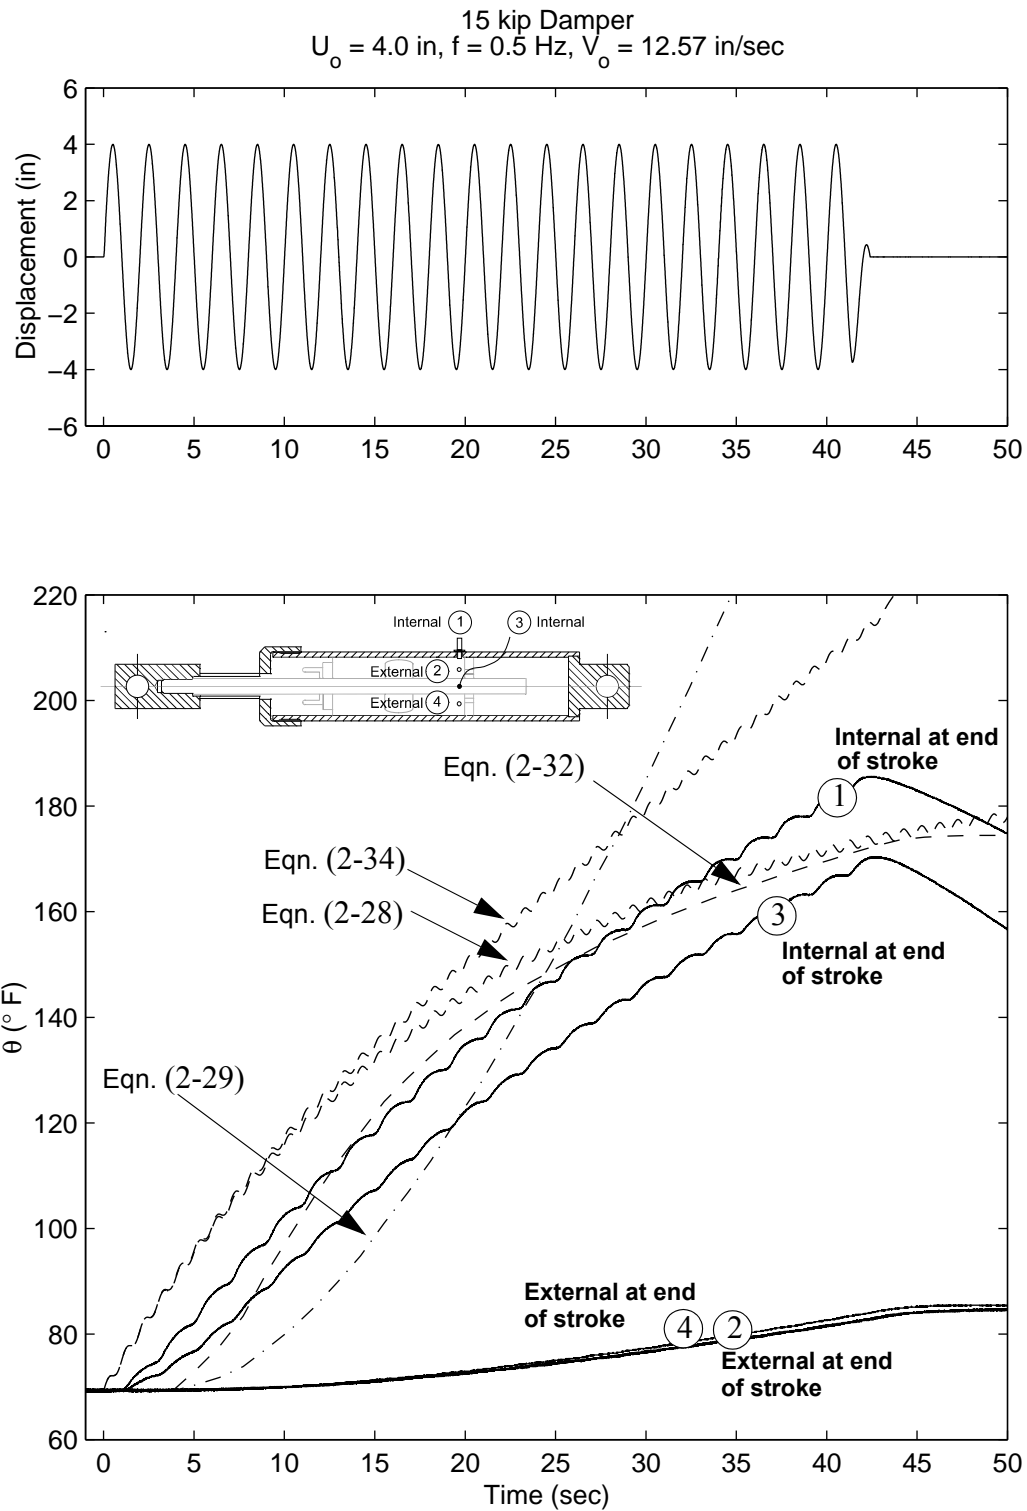 15 kip Damper
U_o = 4.0 in, f = 0.5 Hz, V_o = 12.57 in/sec
Displacement (in)
6
4
2
0
−2
−4
−6
0 5 10 15 20 25 30 35 40 45 50
θ (° F)
220
200
180
160
140
120
100
80
60
Internal 1 3 Internal
External 2
External 4
Eqn. (2-32)
Internal at end
of stroke
1
Eqn. (2-34)
Eqn. (2-28)
3
Internal at end
of stroke
Eqn. (2-29)
External at end
of stroke
4 2
External at end
of stroke
0 5 10 15 20 25 30 35 40 45 50
Time (sec)